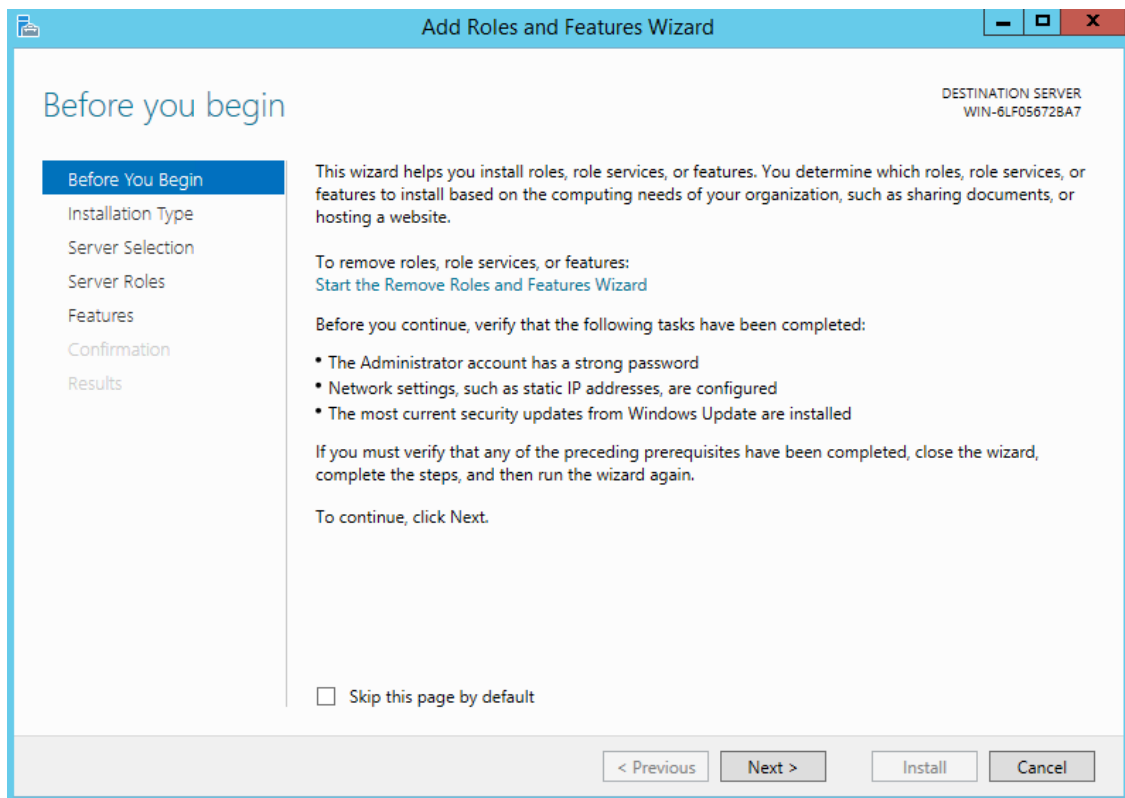 Add Roles and Features Wizard
Before you begin
DESTINATION SERVER
WIN-6LF05672BA7
Before You Begin
Installation Type
Server Selection
Server Roles
Features
Confirmation
Results
This wizard helps you install roles, role services, or features. You determine which roles, role services, or
features to install based on the computing needs of your organization, such as sharing documents, or
hosting a website.
To remove roles, role services, or features:
Start the Remove Roles and Features Wizard
Before you continue, verify that the following tasks have been completed:
• The Administrator account has a strong password
• Network settings, such as static IP addresses, are configured
• The most current security updates from Windows Update are installed
If you must verify that any of the preceding prerequisites have been completed, close the wizard,
complete the steps, and then run the wizard again.
To continue, click Next.
Skip this page by default
< Previous
Next >
Install
Cancel